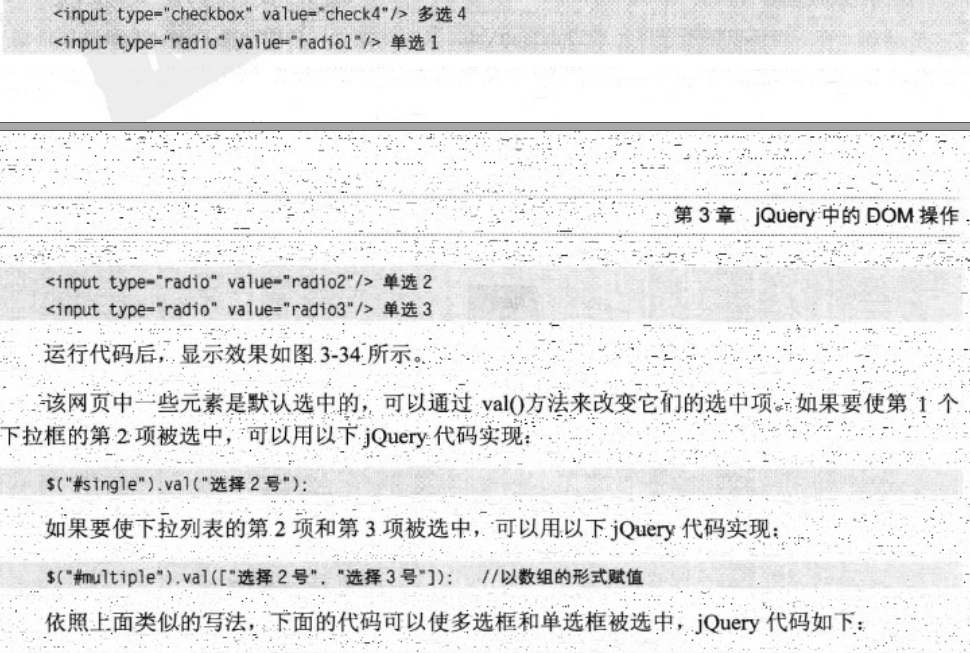 <input type="checkbox" value="check4"/> 多选 4
<input type="radio" value="radio1"/> 单选 1
第 3 章 jQuery 中的 DOM 操作
<input type="radio" value="radio2"/> 单选 2
<input type="radio" value="radio3"/> 单选 3
运行代码后，显示效果如图 3-34 所示。
该网页中一些元素是默认选中的，可以通过 val()方法来改变它们的选中项。如果要使第 1 个
下拉框的第 2 项被选中，可以用以下 jQuery 代码实现：
$("#single").val("选择 2 号");
如果要使下拉列表的第 2 项和第 3 项被选中，可以用以下 jQuery 代码实现：
$("#multiple").val(["选择 2 号", "选择 3 号"]); //以数组的形式赋值
依照上面类似的写法，下面的代码可以使多选框和单选框被选中，jQuery 代码如下：